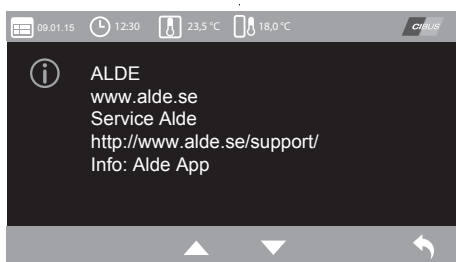 09.01.15 12:30 23,5 °C 18,0 °C CIBUS
ALDE
www.alde.se
Service Alde
http://www.alde.se/support/
Info: Alde App